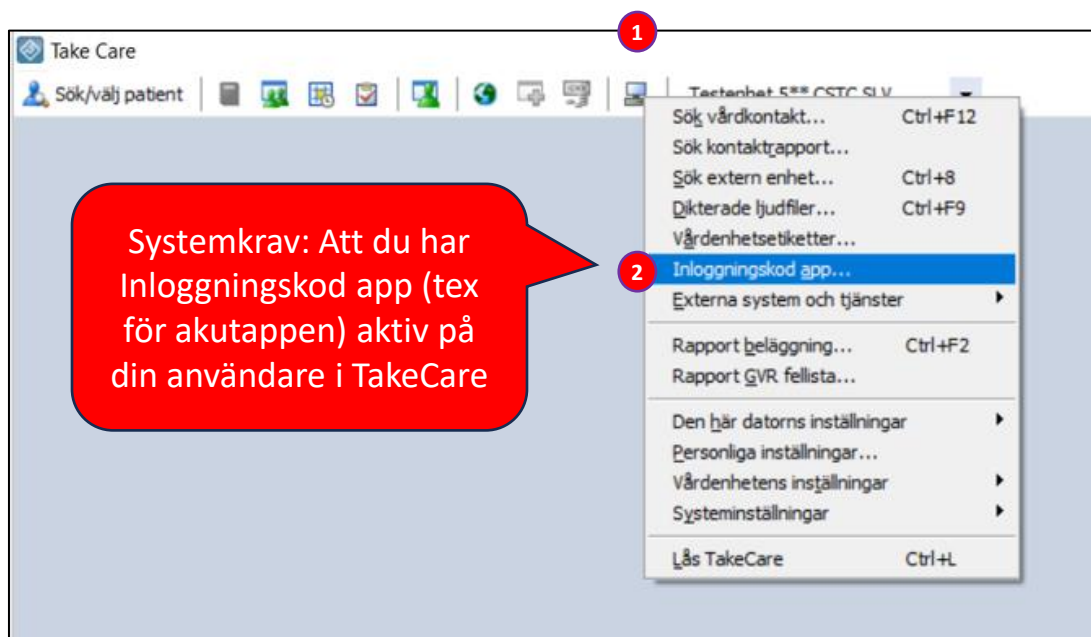 1
Take Care
Sök/välj patient
Testenhet 5** CSTC SLV
Sök vårdkontakt... Ctrl+F12
Sök kontaktrapport...
Sök extern enhet... Ctrl+8
Dikterade ljudfiler... Ctrl+F9
Vårdenhetsetiketter...
2 Inloggningskod app...
Externa system och tjänster
Rapport beläggning... Ctrl+F2
Rapport GVR fellista...
Den här datorns inställningar
Personliga inställningar...
Vårdenhetens inställningar
Systeminställningar
Lås TakeCare Ctrl+L
Systemkrav: Att du har
Inloggningskod app (tex
för akutappen) aktiv på
din användare i TakeCare